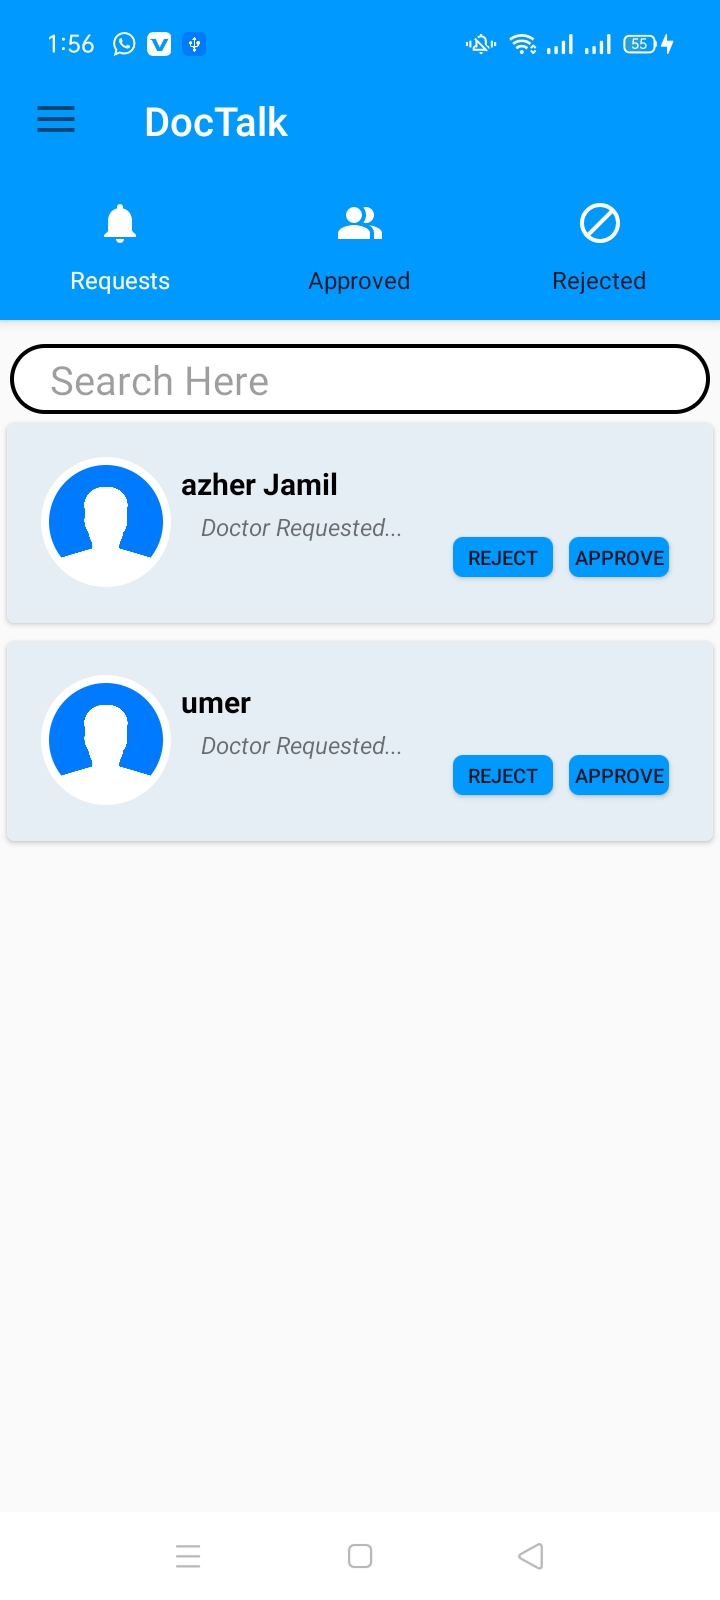 1:56
55
DocTalk
Requests
Approved
Rejected
Search Here
azher Jamil
Doctor Requested...
REJECT
APPROVE
umer
Doctor Requested...
REJECT
APPROVE